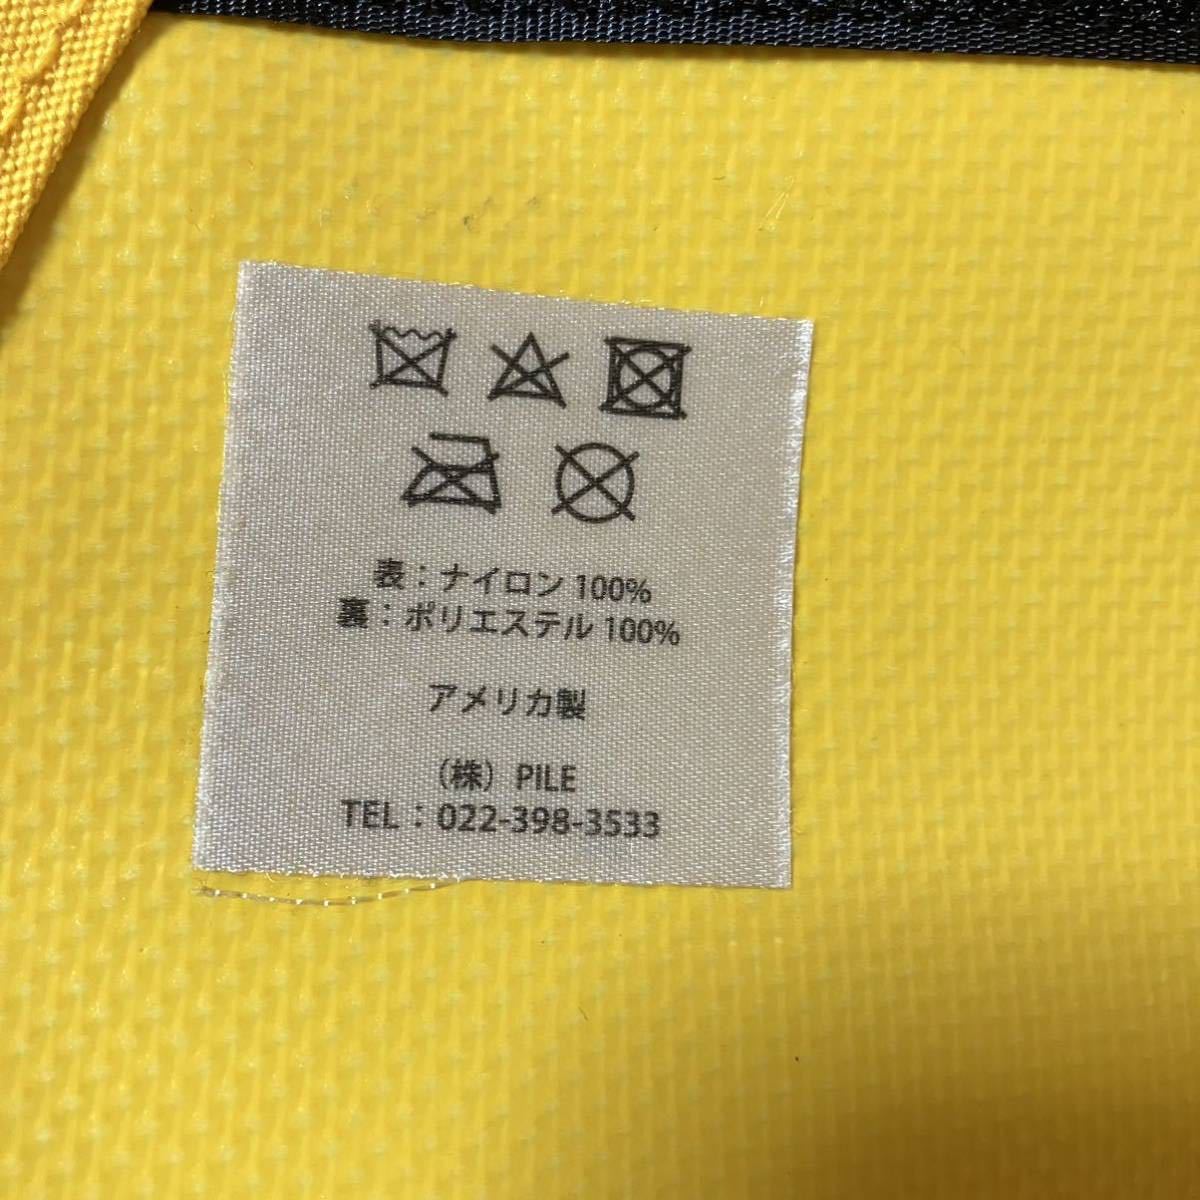 表：ナイロン 100%
裏：ポリエステル 100%
アメリカ製
（株）PILE
TEL：022-398-3533